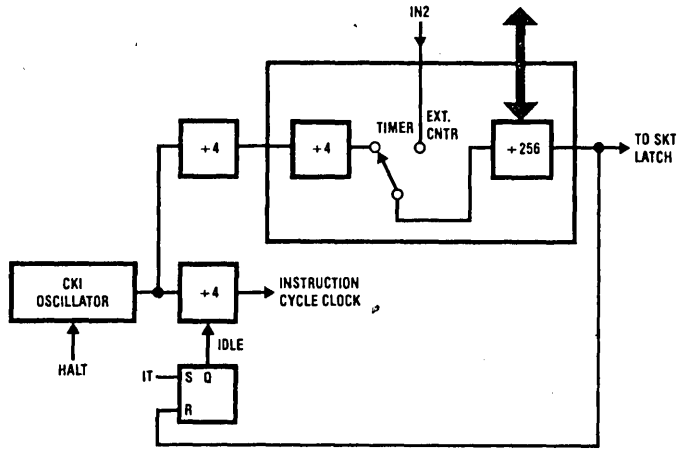 IN2
TIMER
EXT.
CNTR
÷4
÷4
÷256
TO SKT
LATCH
CKI
OSCILLATOR
÷4
INSTRUCTION
CYCLE CLOCK
HALT
IDLE
IT
S Q
R